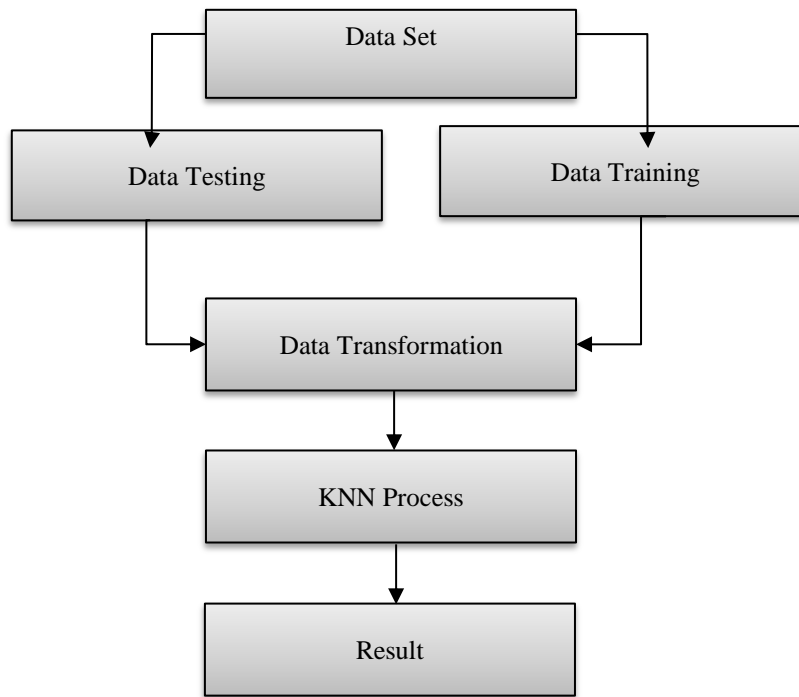 Data Set
Data Testing
Data Training
Data Transformation
KNN Process
Result